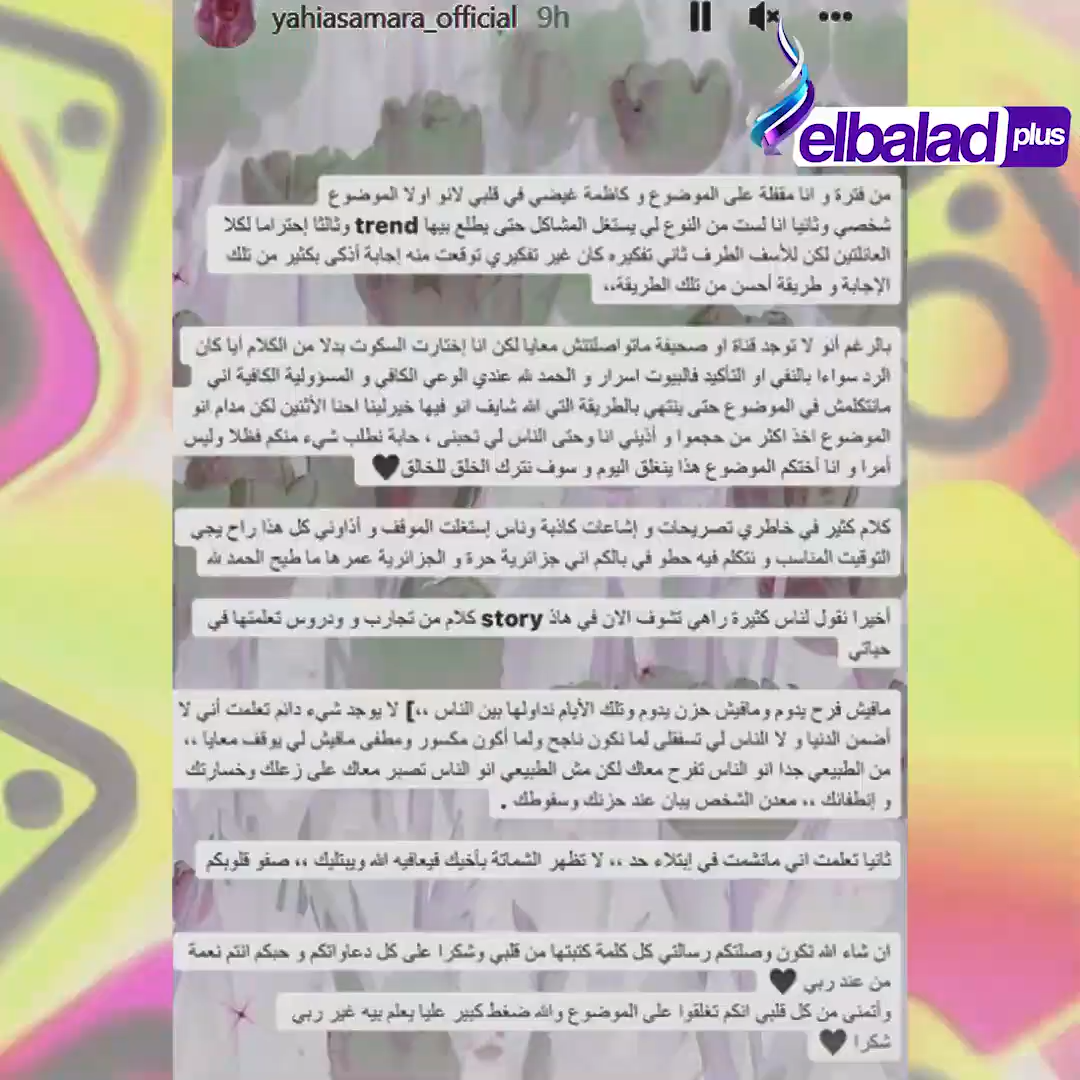 yahiasamara_official 9h
elbalad plus
من فترة و انا مقفلة على الموضوع و كاظمة غيضي في قلبي لانو اولا الموضوع
شخصي وثانيا انا لست من النوع لي يستغل المشاكل حتى يطلع بيها trend وثالثا إحتراما لكلا
العائلتين لكن للأسف الطرف ثاني تفكيره كان غير تفكيري توقعت منه إجابة أذكى بكثير من تلك
الإجابة و طريقة أحسن من تلك الطريقة،،
بالرغم أنو لا توجد قناة او صحيفة ماتواصلتتش معايا لكن انا إختارت السكوت بدلا من الكلام أيا كان
الرد سواءا بالنفي او التأكيد فالبيوت اسرار و الحمد لله عندي الوعي الكافي و المسؤولية الكافية اني
مانتكلمش في الموضوع حتى ينتهي بالطريقة التي الله شايف انو فيها خيرلينا احنا الأثنين لكن مدام انو
الموضوع اخذ اكثر من حجموا و أذيني انا وحتى الناس لي تحبنى ، حابة نطلب شيء منكم فظلا وليس
أمرا و انا أختكم الموضوع هذا ينغلق اليوم و سوف نترك الخلق للخالق🖤
كلام كثير في خاطري تصريحات و إشاعات كاذبة وناس إستغلت الموقف و أذاوني كل هذا راح يجي
التوقيت المناسب و نتكلم فيه حطو في بالكم اني جزائرية حرة و الجزائرية عمرها ما طيح الحمد لله
أخيرا نقول لناس كثيرة راهي تشوف الان في هاذ story كلام من تجارب و ودروس تعلمتها في
حياتي
مافيش فرح يدوم ومافيش حزن يدوم وتلك الأيام نداولها بين الناس ،،] لا يوجد شيء دائم تعلمت أني لا
أضمن الدنيا و لا الناس لي تسقفلى لما نكون ناجح ولما أكون مكسور ومطفى مافيش لي يوقف معايا ،،
من الطبيعي جدا انو الناس تفرح معاك لكن مش الطبيعي انو الناس تصبر معاك على زعلك وخسارتك
و إنطفائك ،، معدن الشخص يبان عند حزنك وسقوطك .
ثانيا تعلمت اني مانشمت في إبتلاء حد ،، لا تظهر الشماتة بأخيك فيعافيه الله ويبتليك ،، صفو قلوبكم
ان شاء الله تكون وصلتكم رسالتي كل كلمة كتبتها من قلبي وشكرا على كل دعاواتكم و حبكم انتم نعمة
من عند ربي 🖤
وأتمنى من كل قلبي انكم تغلقوا على الموضوع والله ضغط كبير عليا يعلم بيه غير ربي
شكرا 🖤